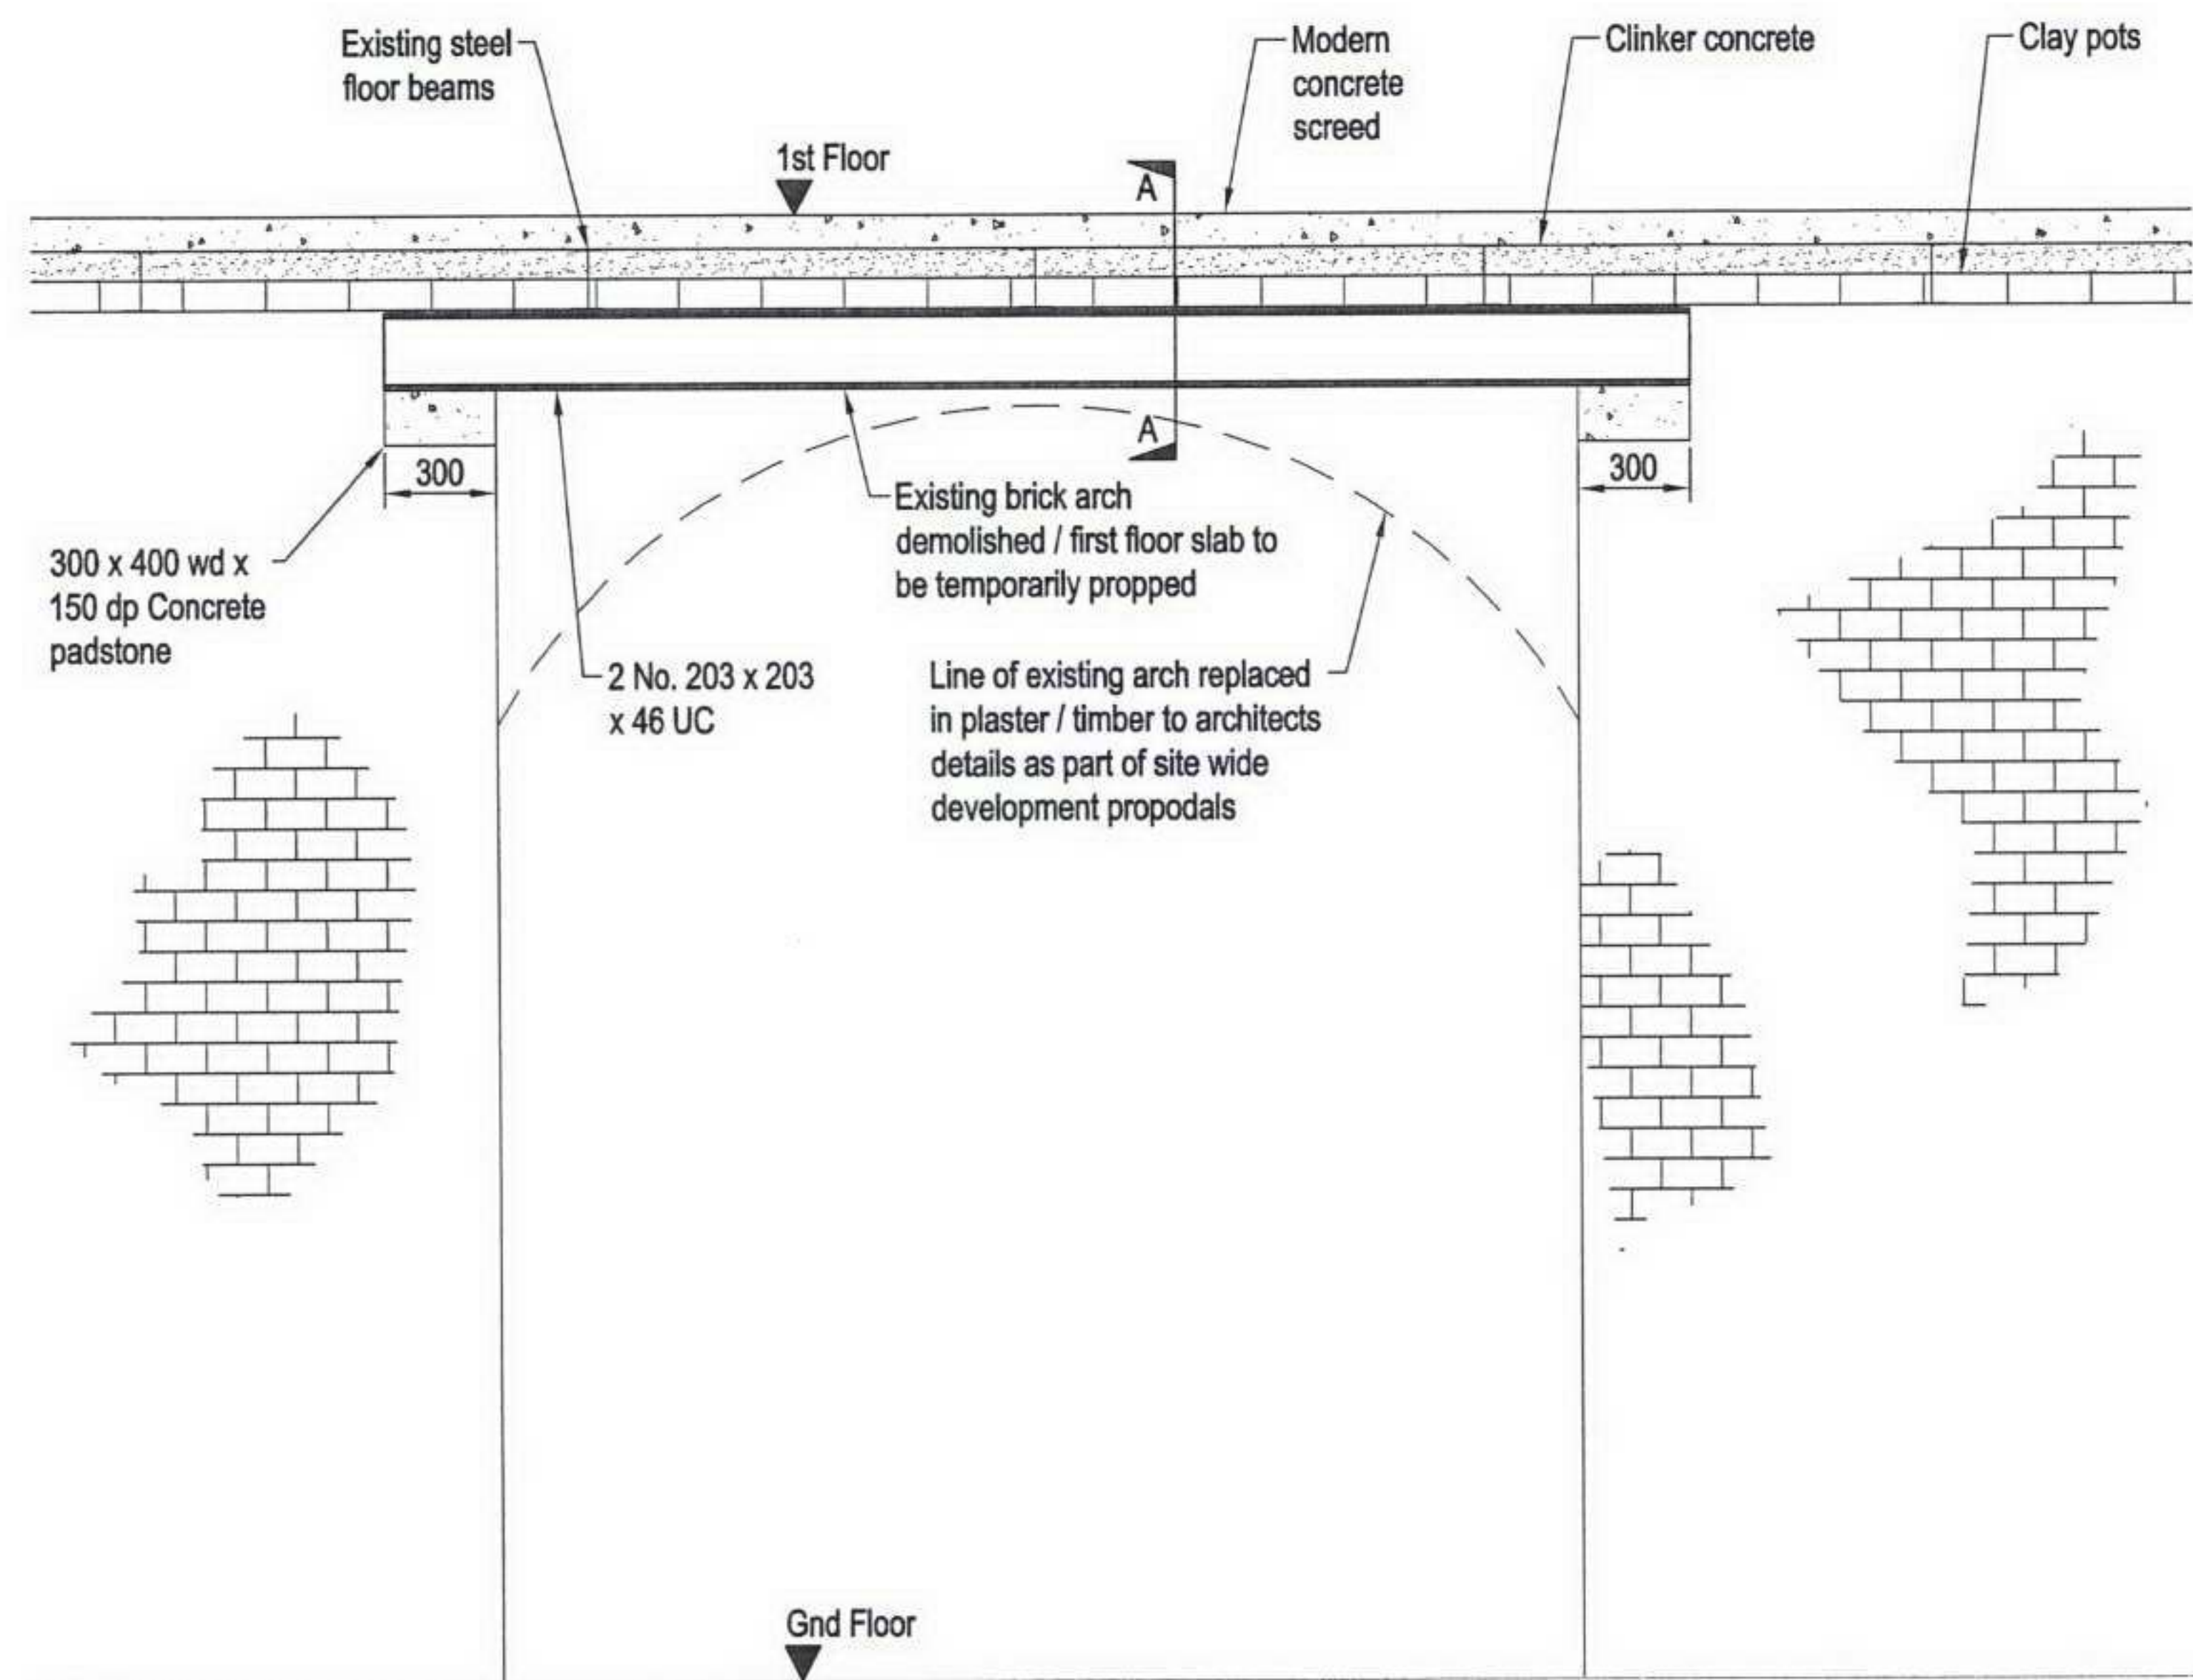 Existing steel
floor beams
Modern
concrete
screed
Clinker concrete
Clay pots
1st Floor
A
A
300
300
300 x 400 wd x
150 dp Concrete
padstone
Existing brick arch
demolished / first floor slab to
be temporarily propped
2 No. 203 x 203
x 46 UC
Line of existing arch replaced
in plaster / timber to architects
details as part of site wide
development propodals
Gnd Floor